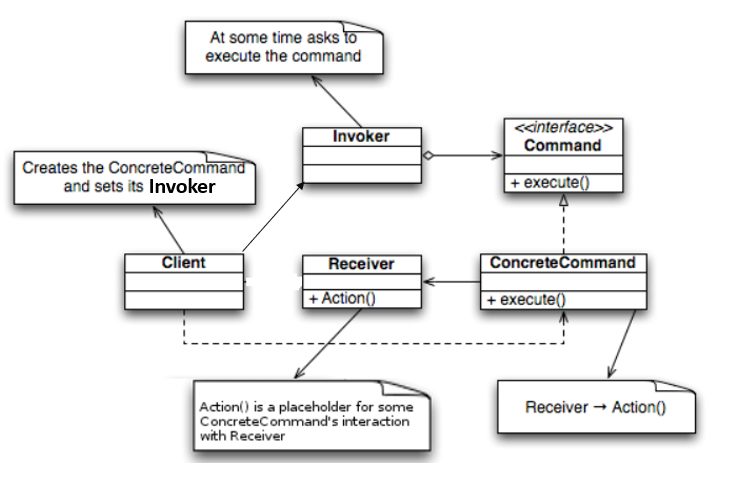 At some time asks to
execute the command
Invoker
<<interface>>
Command
+ execute()
Creates the ConcreteCommand
and sets its Invoker
Client
Receiver
+ Action()
ConcreteCommand
+ execute()
Action() is a placeholder for some
ConcreteCommand's interaction
with Receiver
Receiver → Action()